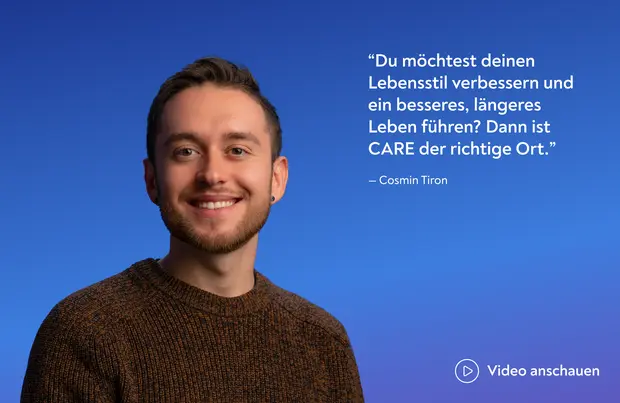 “Du möchtest deinen
Lebensstil verbessern und
ein besseres, längeres
Leben führen? Dann ist
CARE der richtige Ort.”
– Cosmin Tiron
Video anschauen